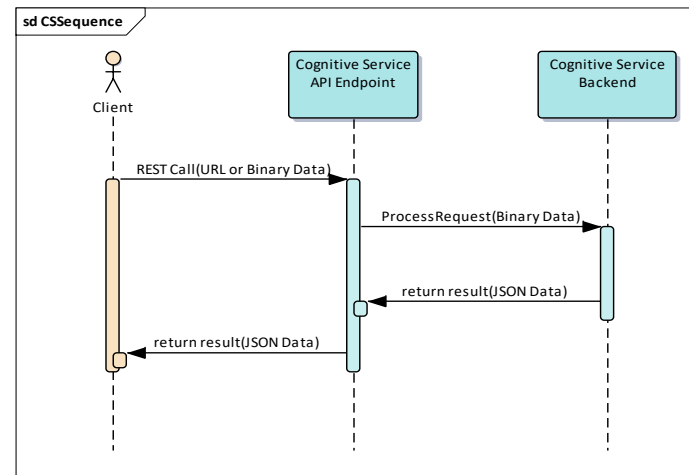 sd CSSequence
Client
Cognitive Service
API Endpoint
Cognitive Service
Backend
REST Call(URL or Binary Data)
ProcessRequest(Binary Data)
return result(JSON Data)
return result(JSON Data)